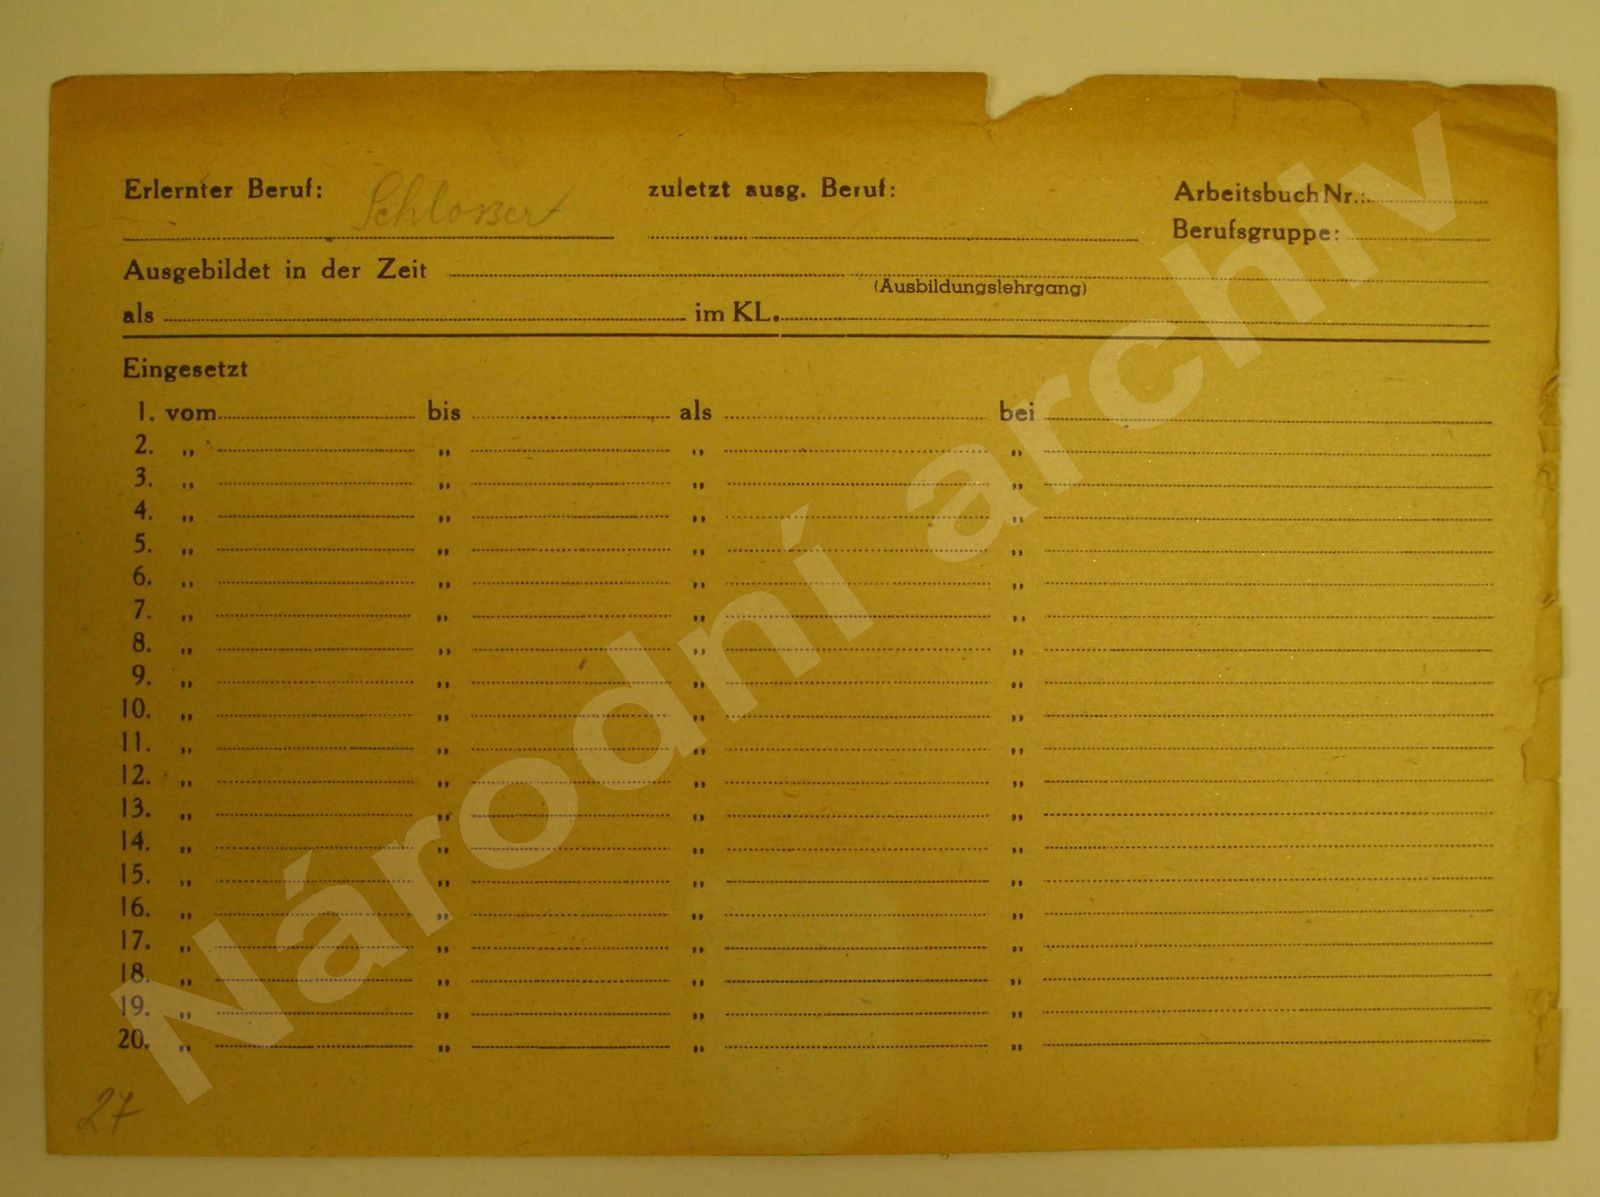 Erlernter Beruf: Schloßer zuletzt ausg. Beruf: Arbeitsbuch Nr.:
Berufsgruppe:
Ausgebildet in der Zeit
(Ausbildungslehrgang)
als im KL.
Eingesetzt
1. vom bis als bei
2. „ „ „ „
3. „ „ „ „
4. „ „ „ „
5. „ „ „ „
6. „ „ „ „
7. „ „ „ „
8. „ „ „ „
9. „ „ „ „
10. „ „ „ „
11. „ „ „ „
12. „ „ „ „
13. „ „ „ „
14. „ „ „ „
15. „ „ „ „
16. „ „ „ „
17. „ „ „ „
18. „ „ „ „
19. „ „ „ „
20. „ „ „ „
27
Národní archiv